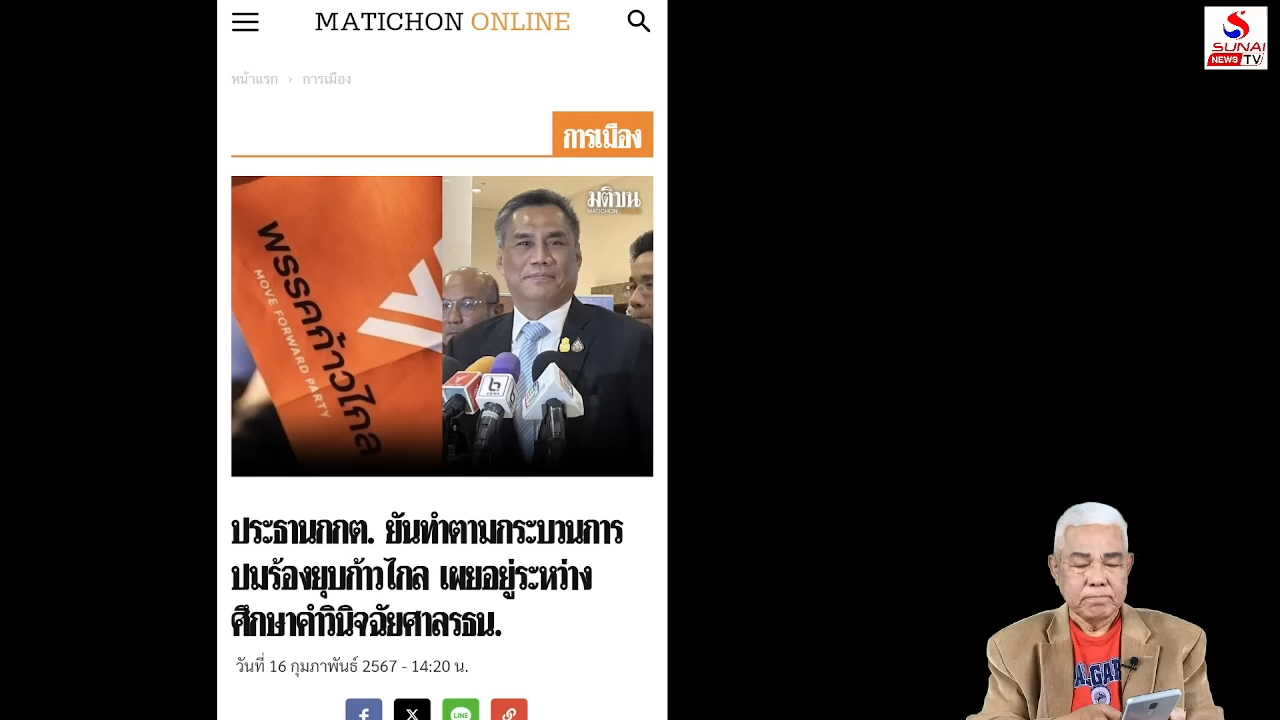 MATICHON ONLINE
SUNAI
NEWS TV
หน้าแรก › การเมือง
การเมือง
มติชน
MATICHON
พรรคก้าวไกล
MOVE FORWARD PARTY
ประธานกกต. ยันทำตามกระบวนการ
ปมร้องยุบก้าวไกล เผยอยู่ระหว่าง
ศึกษาคำวินิจฉัยศาลรธน.
วันที่ 16 กุมภาพันธ์ 2567 - 14:20 น.
LINE